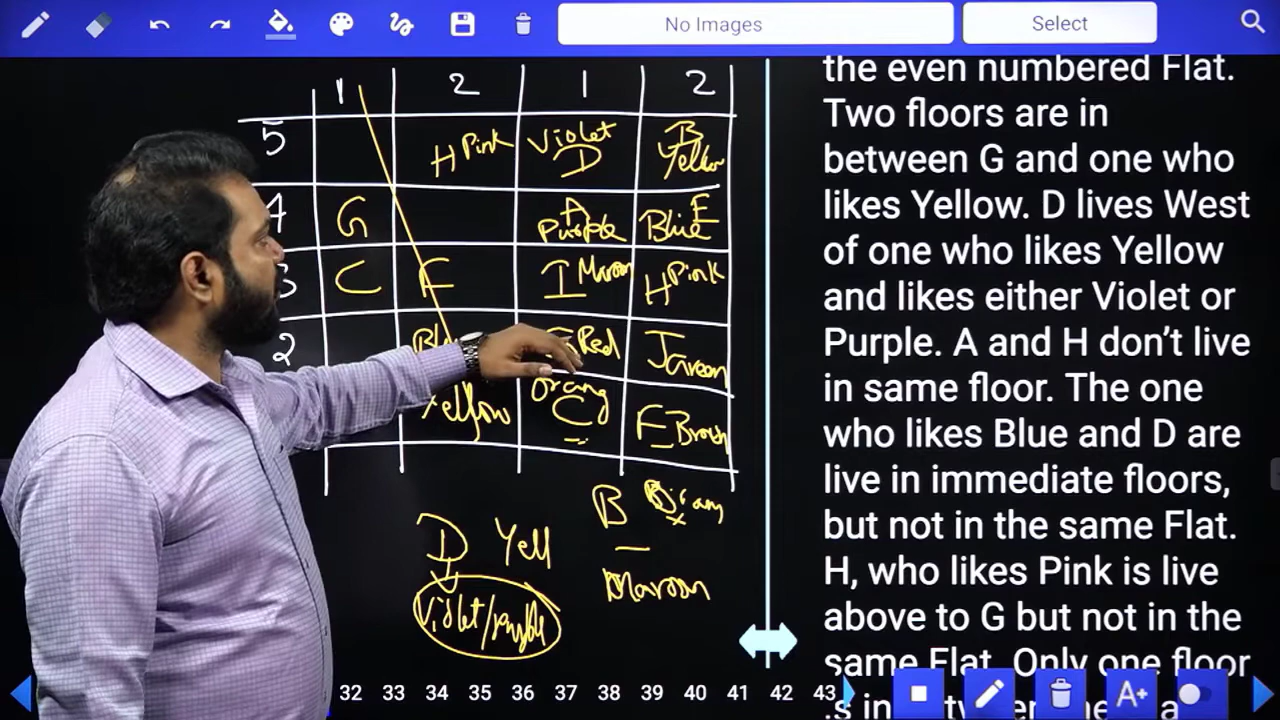 No Images
Select
1 2 1 2
5 H Pink Violet D B Yellow
4 G A Purple Blue E
3 C F I Maroon H Pink
2 Red J Green
Yellow Orang C F Brown
D Yell
Violet/purple
B
Maroon
the even numbered Flat.
Two floors are in
between G and one who
likes Yellow. D lives West
of one who likes Yellow
and likes either Violet or
Purple. A and H don't live
in same floor. The one
who likes Blue and D are
live in immediate floors,
but not in the same Flat.
H, who likes Pink is live
above to G but not in the
same Flat. Only one floor
32 33 34 35 36 37 38 39 40 41 42 43
A+